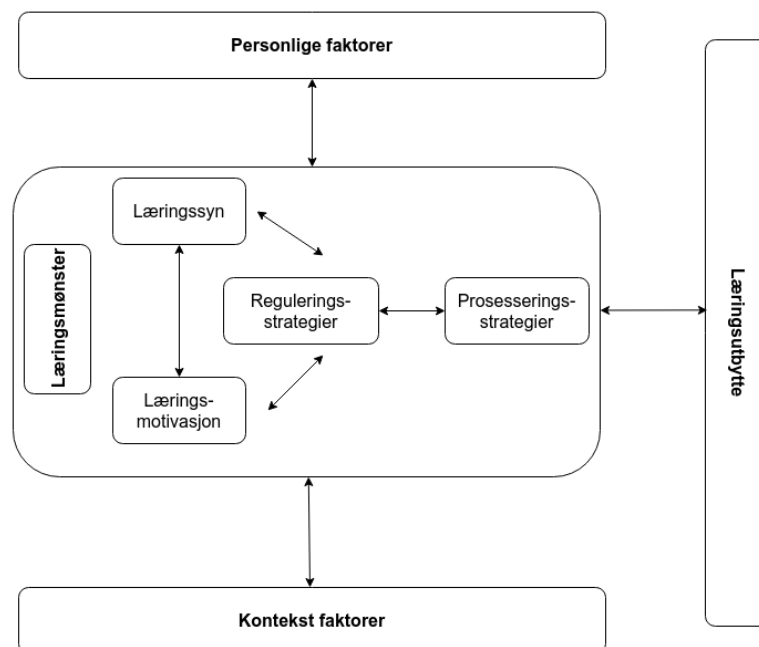 Personlige faktorer
Læringssyn
Læringsmønster
Regulerings-
strategier
Prosesserings-
strategier
Lærings-
motivasjon
Læringsutbytte
Kontekst faktorer